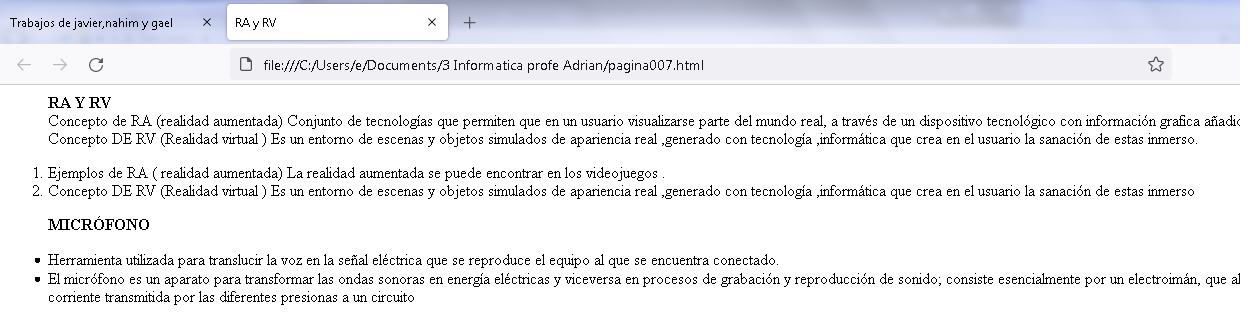 Trabajos de javier,nahim y gael
RA y RV
file:///C:/Users/e/Documents/3 Informatica profe Adrian/pagina007.html
RA Y RV
Concepto de RA (realidad aumentada) Conjunto de tecnologías que permiten que en un usuario visualizarse parte del mundo real, a través de un dispositivo tecnológico con información grafica
Concepto DE RV (Realidad virtual ) Es un entorno de escenas y objetos simulados de apariencia real ,generado con tecnología ,informática que crea en el usuario la sanación de estas inmerso.
1. Ejemplos de RA ( realidad aumentada) La realidad aumentada se puede encontrar en los videojuegos .
2. Concepto DE RV (Realidad virtual ) Es un entorno de escenas y objetos simulados de apariencia real ,generado con tecnología ,informática que crea en el usuario la sanación de estas inmerso
MICRÓFONO
• Herramienta utilizada para translucir la voz en la señal eléctrica que se reproduce el equipo al que se encuentra conectado.
• El micrófono es un aparato para transformar las ondas sonoras en energía eléctricas y viceversa en procesos de grabación y reproducción de sonido; consiste esencialmente por un electroimán, que
corriente transmitida por las diferentes presiones a un circuito